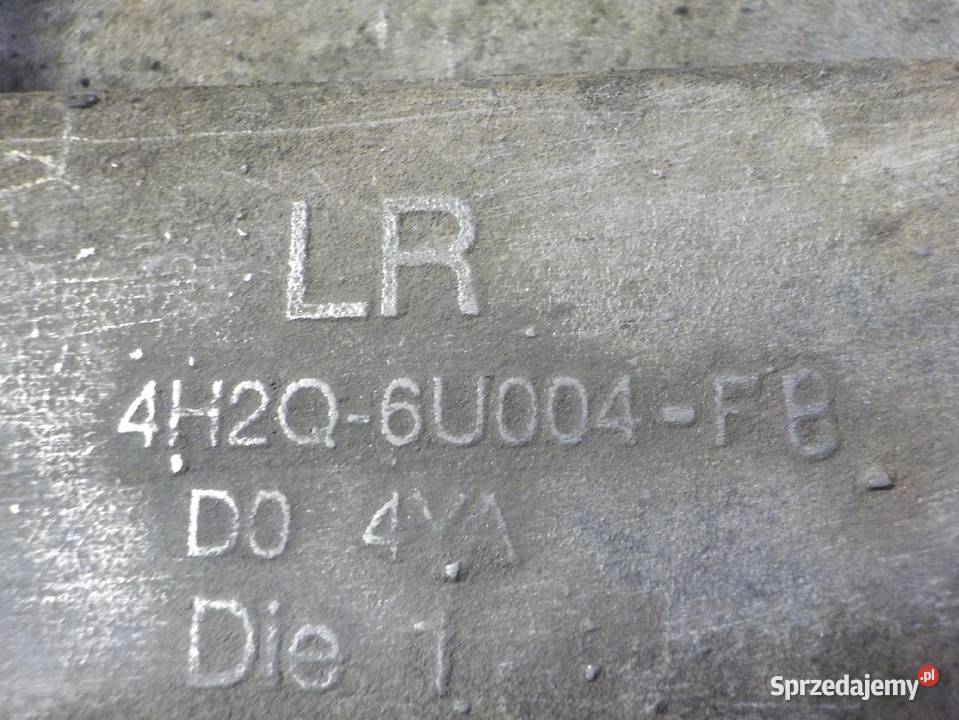 LR
4H2Q-6U004-FB
D0 4YA
Die 1
Sprzedajemy.pl